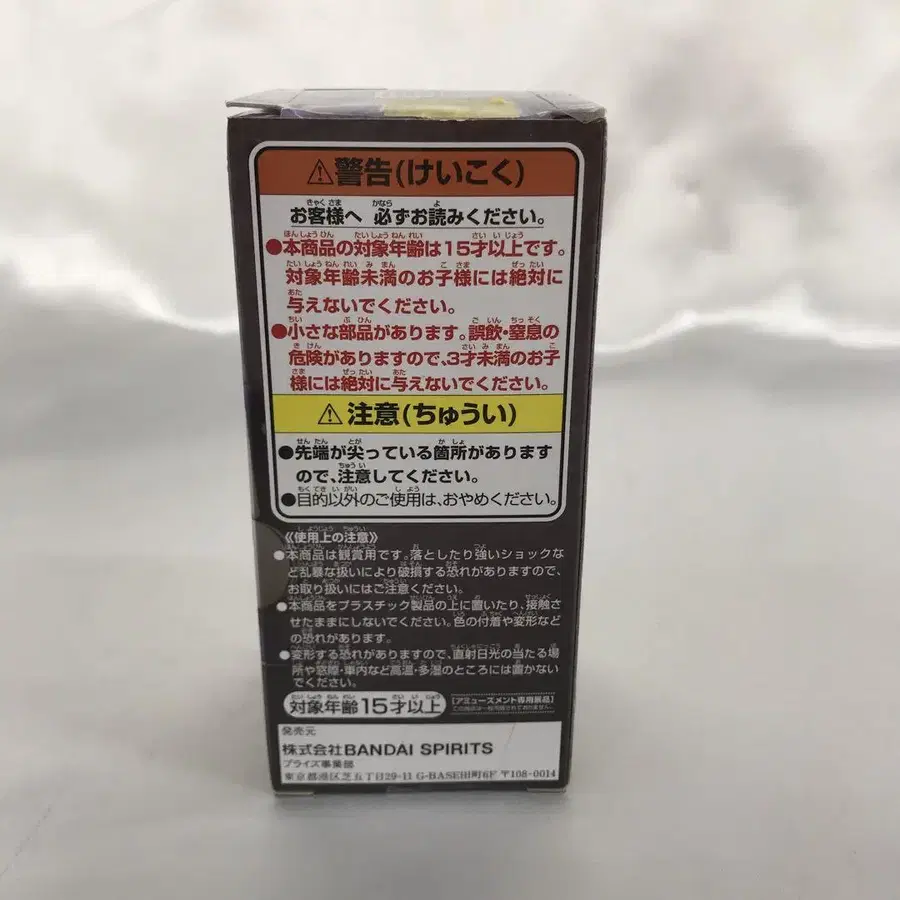 ⚠警告(けいこく)
お客様へ 必ずお読みください。
●本商品の対象年齢は15才以上です。
対象年齢未満のお子様には絶対に
与えないでください。
●小さな部品があります。誤飲・窒息の
危険がありますので、3才未満のお子
様には絶対に与えないでください。
⚠注意(ちゅうい)
●先端が尖っている箇所があります
ので、注意してください。
●目的以外のご使用は、おやめください。
《使用上の注意》
●本商品は観賞用です。落としたり強いショックな
ど乱暴な扱いにより破損する恐れがありますので、
お取り扱いにはご注意ください。
●本商品をプラスチック製品の上に置いたり、接触さ
せたままにしないでください。色の付着や変形など
の恐れがあります。
●変形する恐れがありますので、直射日光の当たる場
所や窓際・車内など高温・多湿のところには置かない
でください。
対象年齢15才以上
[アミューズメント専用景品]
この商品は一般市販されておりません。
発売元
株式会社BANDAI SPIRITS
プライズ事業部
東京都港区芝五丁目29-11 G-BASE田町6F 〒108-0014